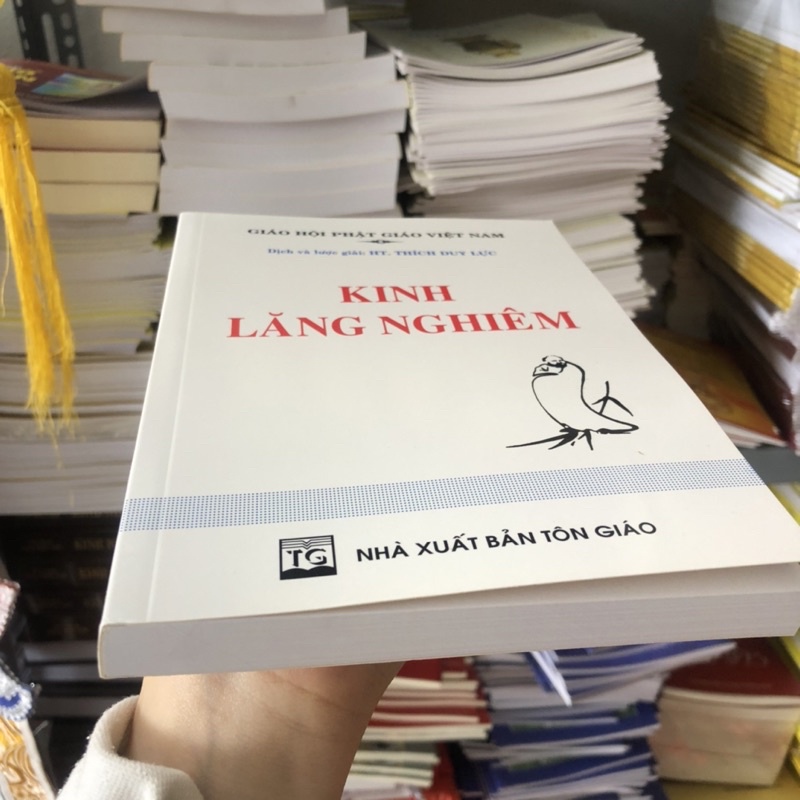 GIÁO HỘI PHẬT GIÁO VIỆT NAM
Dịch và lược giải: HT. THÍCH DUY LỰC
KINH
LĂNG NGHIÊM
TG
NHÀ XUẤT BẢN TÔN GIÁO